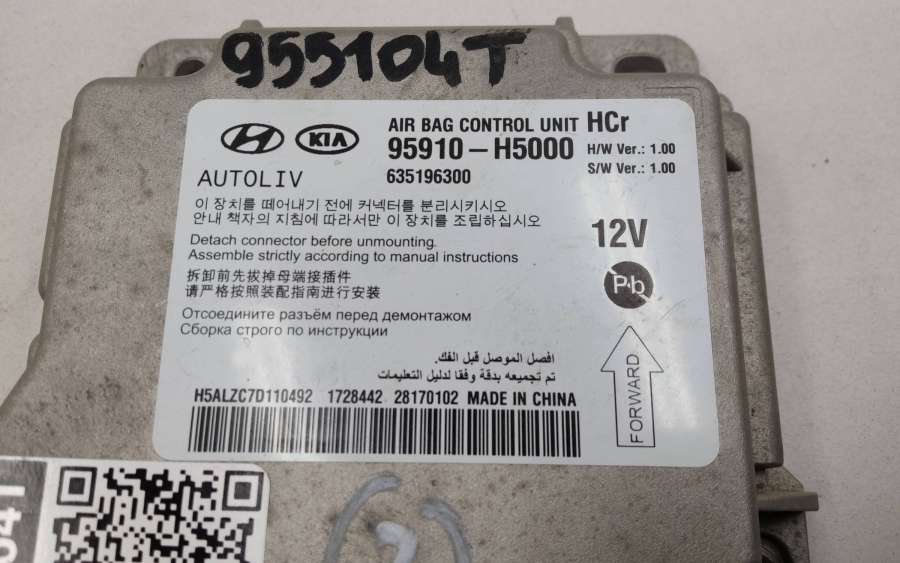 955104T
KIA
AIR BAG CONTROL UNIT HCr
95910-H5000
H/W Ver.: 1.00
S/W Ver.: 1.00
AUTOLIV
635196300
이 장치를 떼어내기 전에 커넥터를 분리시키시오
안내 책자의 지침에 따라서만 이 장치를 조립하십시오
Detach connector before unmounting.
Assemble strictly according to manual instructions
12V
拆卸前先拔掉母端接插件
请严格按照装配指南进行安装
Pb
Отсоедините разъём перед демонтажом
Сборка строго по инструкции
افصل الموصل قبل الفك.
تم تجميعه بدقة وفقا لدليل التعليمات
FORWARD
H5ALZC7D110492 1728442 28170102 MADE IN CHINA
041